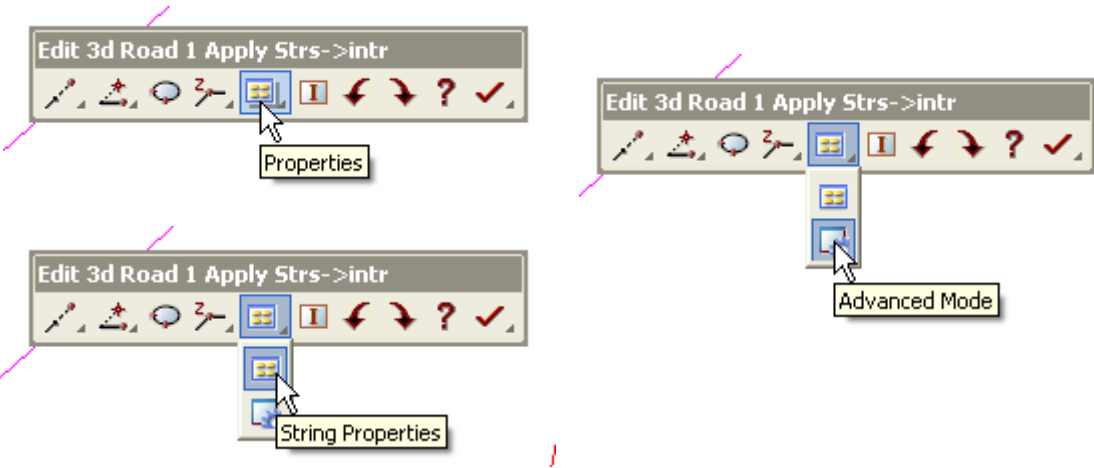 Edit 3d Road 1 Apply Strs->intr
Z
I
?
Properties
Edit 3d Road 1 Apply Strs->intr
Z
I
?
String Properties
Edit 3d Road 1 Apply Strs->intr
Z
I
?
Advanced Mode